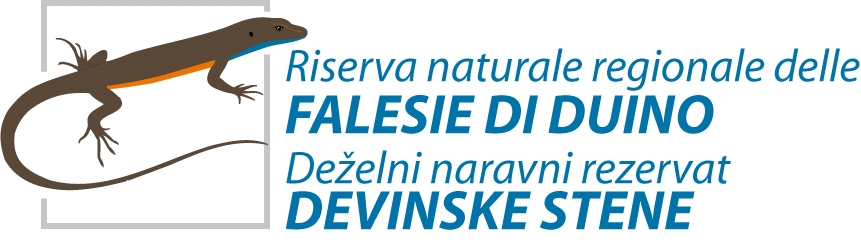 Riserva naturale regionale delle
FALESIE DI DUINO
Deželni naravni rezervat
DEVINSKE STENE